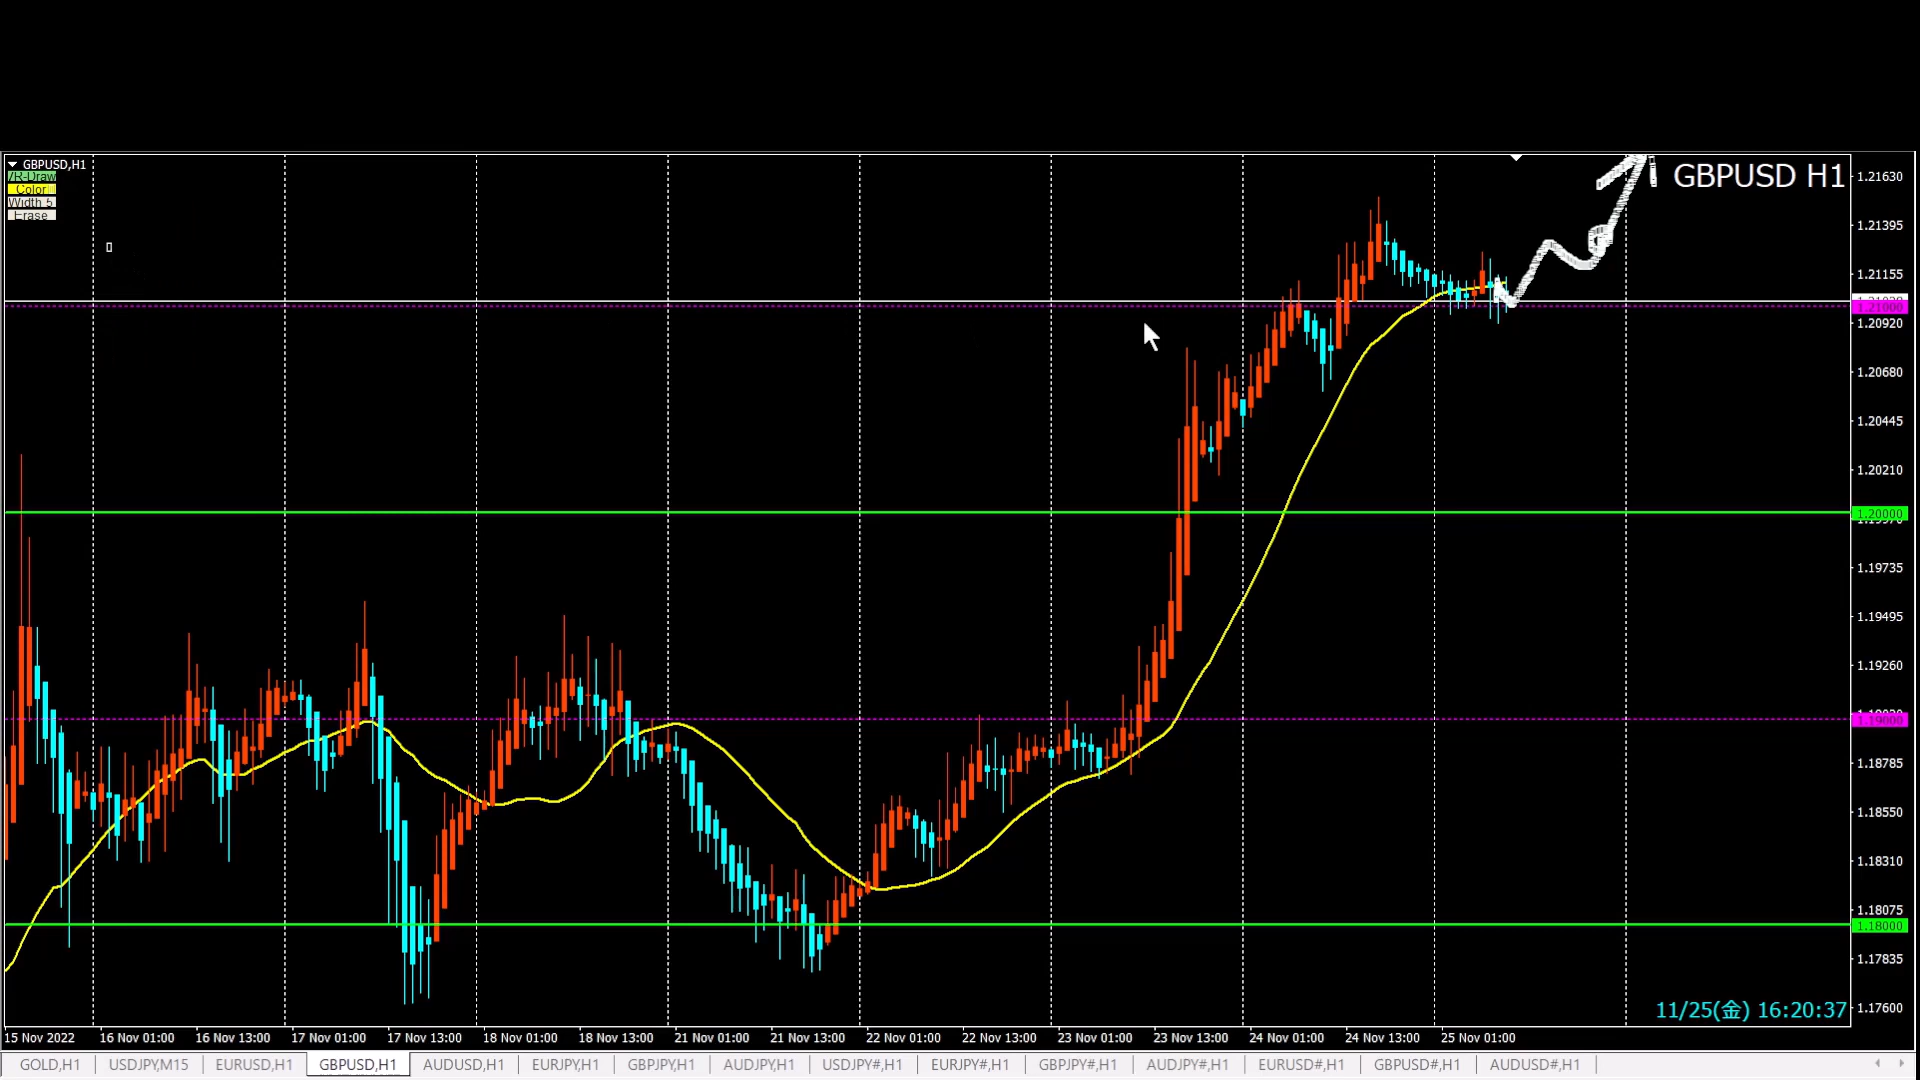 GBPUSD,H1
VR-Draw
Color
Width 5
Erase
GBPUSD H1
1.21630
1.21395
1.21155
1.21000
1.20920
1.20680
1.20445
1.20210
1.20000
1.19735
1.19495
1.19260
1.19000
1.18785
1.18550
1.18310
1.18075
1.18000
1.17835
1.17600
11/25(金) 16:20:37
15 Nov 2022 16 Nov 01:00 16 Nov 13:00 17 Nov 01:00 17 Nov 13:00 18 Nov 01:00 18 Nov 13:00 21 Nov 01:00 21 Nov 13:00 22 Nov 01:00 22 Nov 13:00 23 Nov 01:00 23 Nov 13:00 24 Nov 01:00 24 Nov 13:00 25 Nov 01:00
GOLD,H1 USDJPY,M15 EURUSD,H1 GBPUSD,H1 AUDUSD,H1 EURJPY,H1 GBPJPY,H1 AUDJPY,H1 USDJPY#,H1 EURJPY#,H1 GBPJPY#,H1 AUDJPY#,H1 EURUSD#,H1 GBPUSD#,H1 AUDUSD#,H1